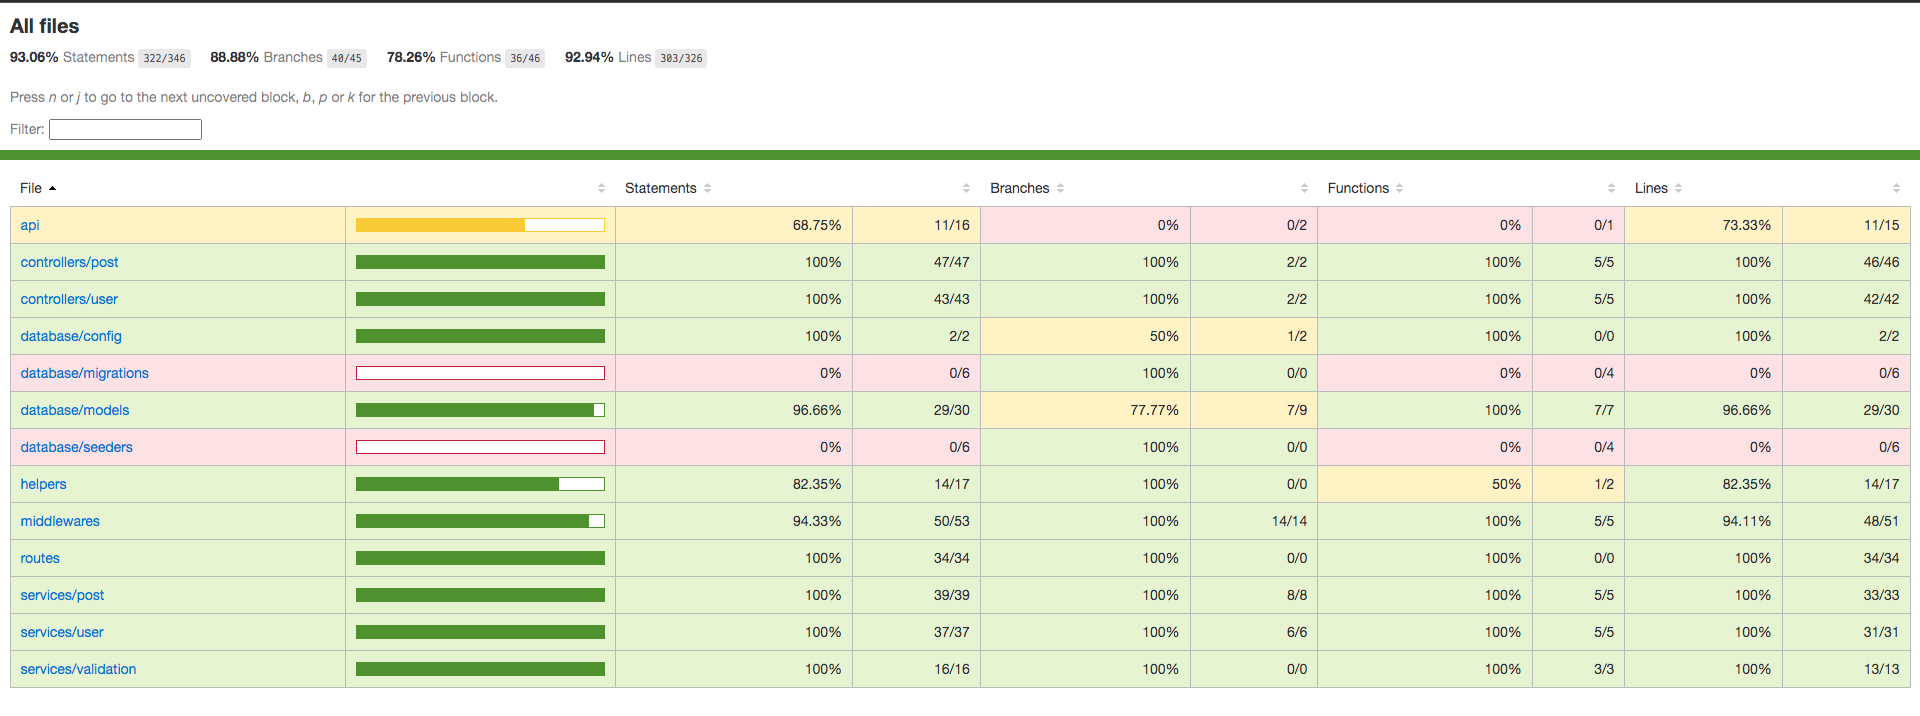 All files
93.06% Statements 322/346 88.88% Branches 40/45 78.26% Functions 36/46 92.94% Lines 303/326
Press n or j to go to the next uncovered block, b, p or k for the previous block.
Filter:
File Statements Branches Functions Lines
api 68.75% 11/16 0% 0/2 0% 0/1 73.33% 11/15
controllers/post 100% 47/47 100% 2/2 100% 5/5 100% 46/46
controllers/user 100% 43/43 100% 2/2 100% 5/5 100% 42/42
database/config 100% 2/2 50% 1/2 100% 0/0 100% 2/2
database/migrations 0% 0/6 100% 0/0 0% 0/4 0% 0/6
database/models 96.66% 29/30 77.77% 7/9 100% 7/7 96.66% 29/30
database/seeders 0% 0/6 100% 0/0 0% 0/4 0% 0/6
helpers 82.35% 14/17 100% 0/0 50% 1/2 82.35% 14/17
middlewares 94.33% 50/53 100% 14/14 100% 5/5 94.11% 48/51
routes 100% 34/34 100% 0/0 100% 0/0 100% 34/34
services/post 100% 39/39 100% 8/8 100% 5/5 100% 33/33
services/user 100% 37/37 100% 6/6 100% 5/5 100% 31/31
services/validation 100% 16/16 100% 0/0 100% 3/3 100% 13/13